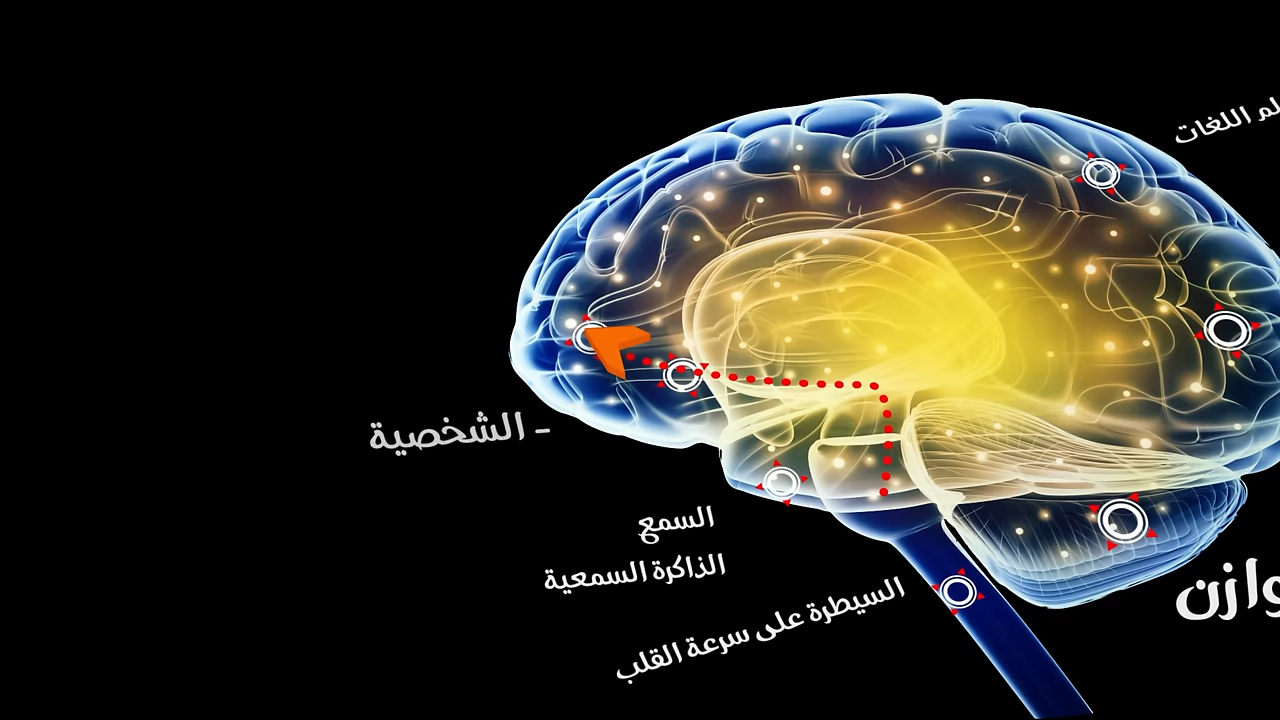 لم اللغات
- الشخصية
السمع
الذاكرة السمعية
السيطرة على سرعة القلب
وازن